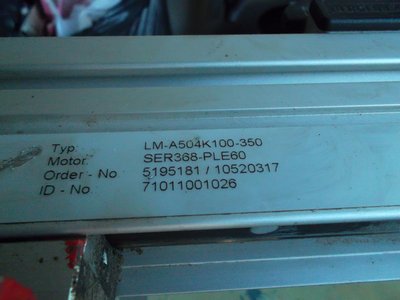 Typ LM-A504K100-350
Motor SER368-PLE60
Order - No 5195181 / 10520317
ID - No 71011001026